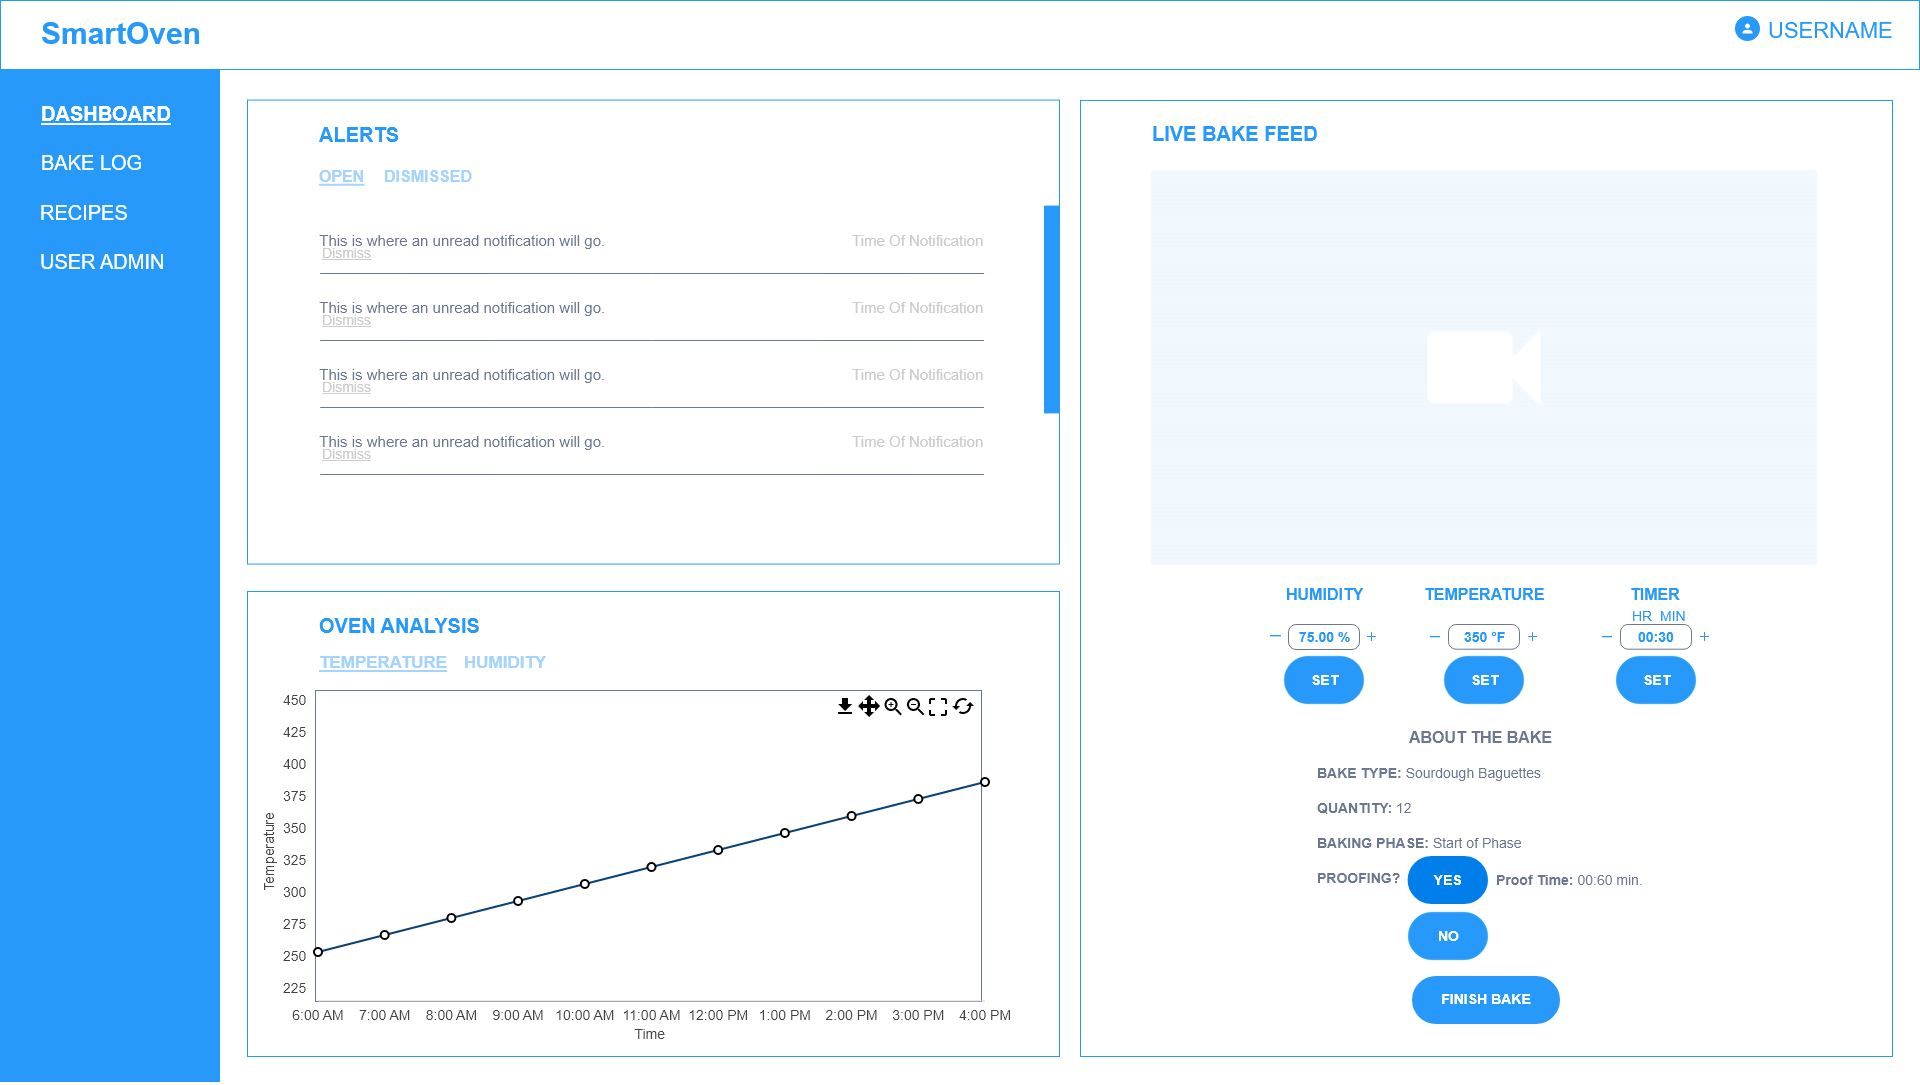 SmartOven
USERNAME
DASHBOARD
BAKE LOG
RECIPES
USER ADMIN
ALERTS
OPEN DISMISSED
This is where an unread notification will go. Time Of Notification
Dismiss
This is where an unread notification will go. Time Of Notification
Dismiss
This is where an unread notification will go. Time Of Notification
Dismiss
This is where an unread notification will go. Time Of Notification
Dismiss
OVEN ANALYSIS
TEMPERATURE HUMIDITY
450
425
400
375
350
325
300
275
250
225
Temperature
6:00 AM 7:00 AM 8:00 AM 9:00 AM 10:00 AM 11:00 AM 12:00 PM 1:00 PM 2:00 PM 3:00 PM 4:00 PM
Time
LIVE BAKE FEED
HUMIDITY TEMPERATURE TIMER
HR MIN
− 75.00 % + − 350 °F + − 00:30 +
SET SET SET
ABOUT THE BAKE
BAKE TYPE: Sourdough Baguettes
QUANTITY: 12
BAKING PHASE: Start of Phase
PROOFING? YES Proof Time: 00:60 min.
NO
FINISH BAKE